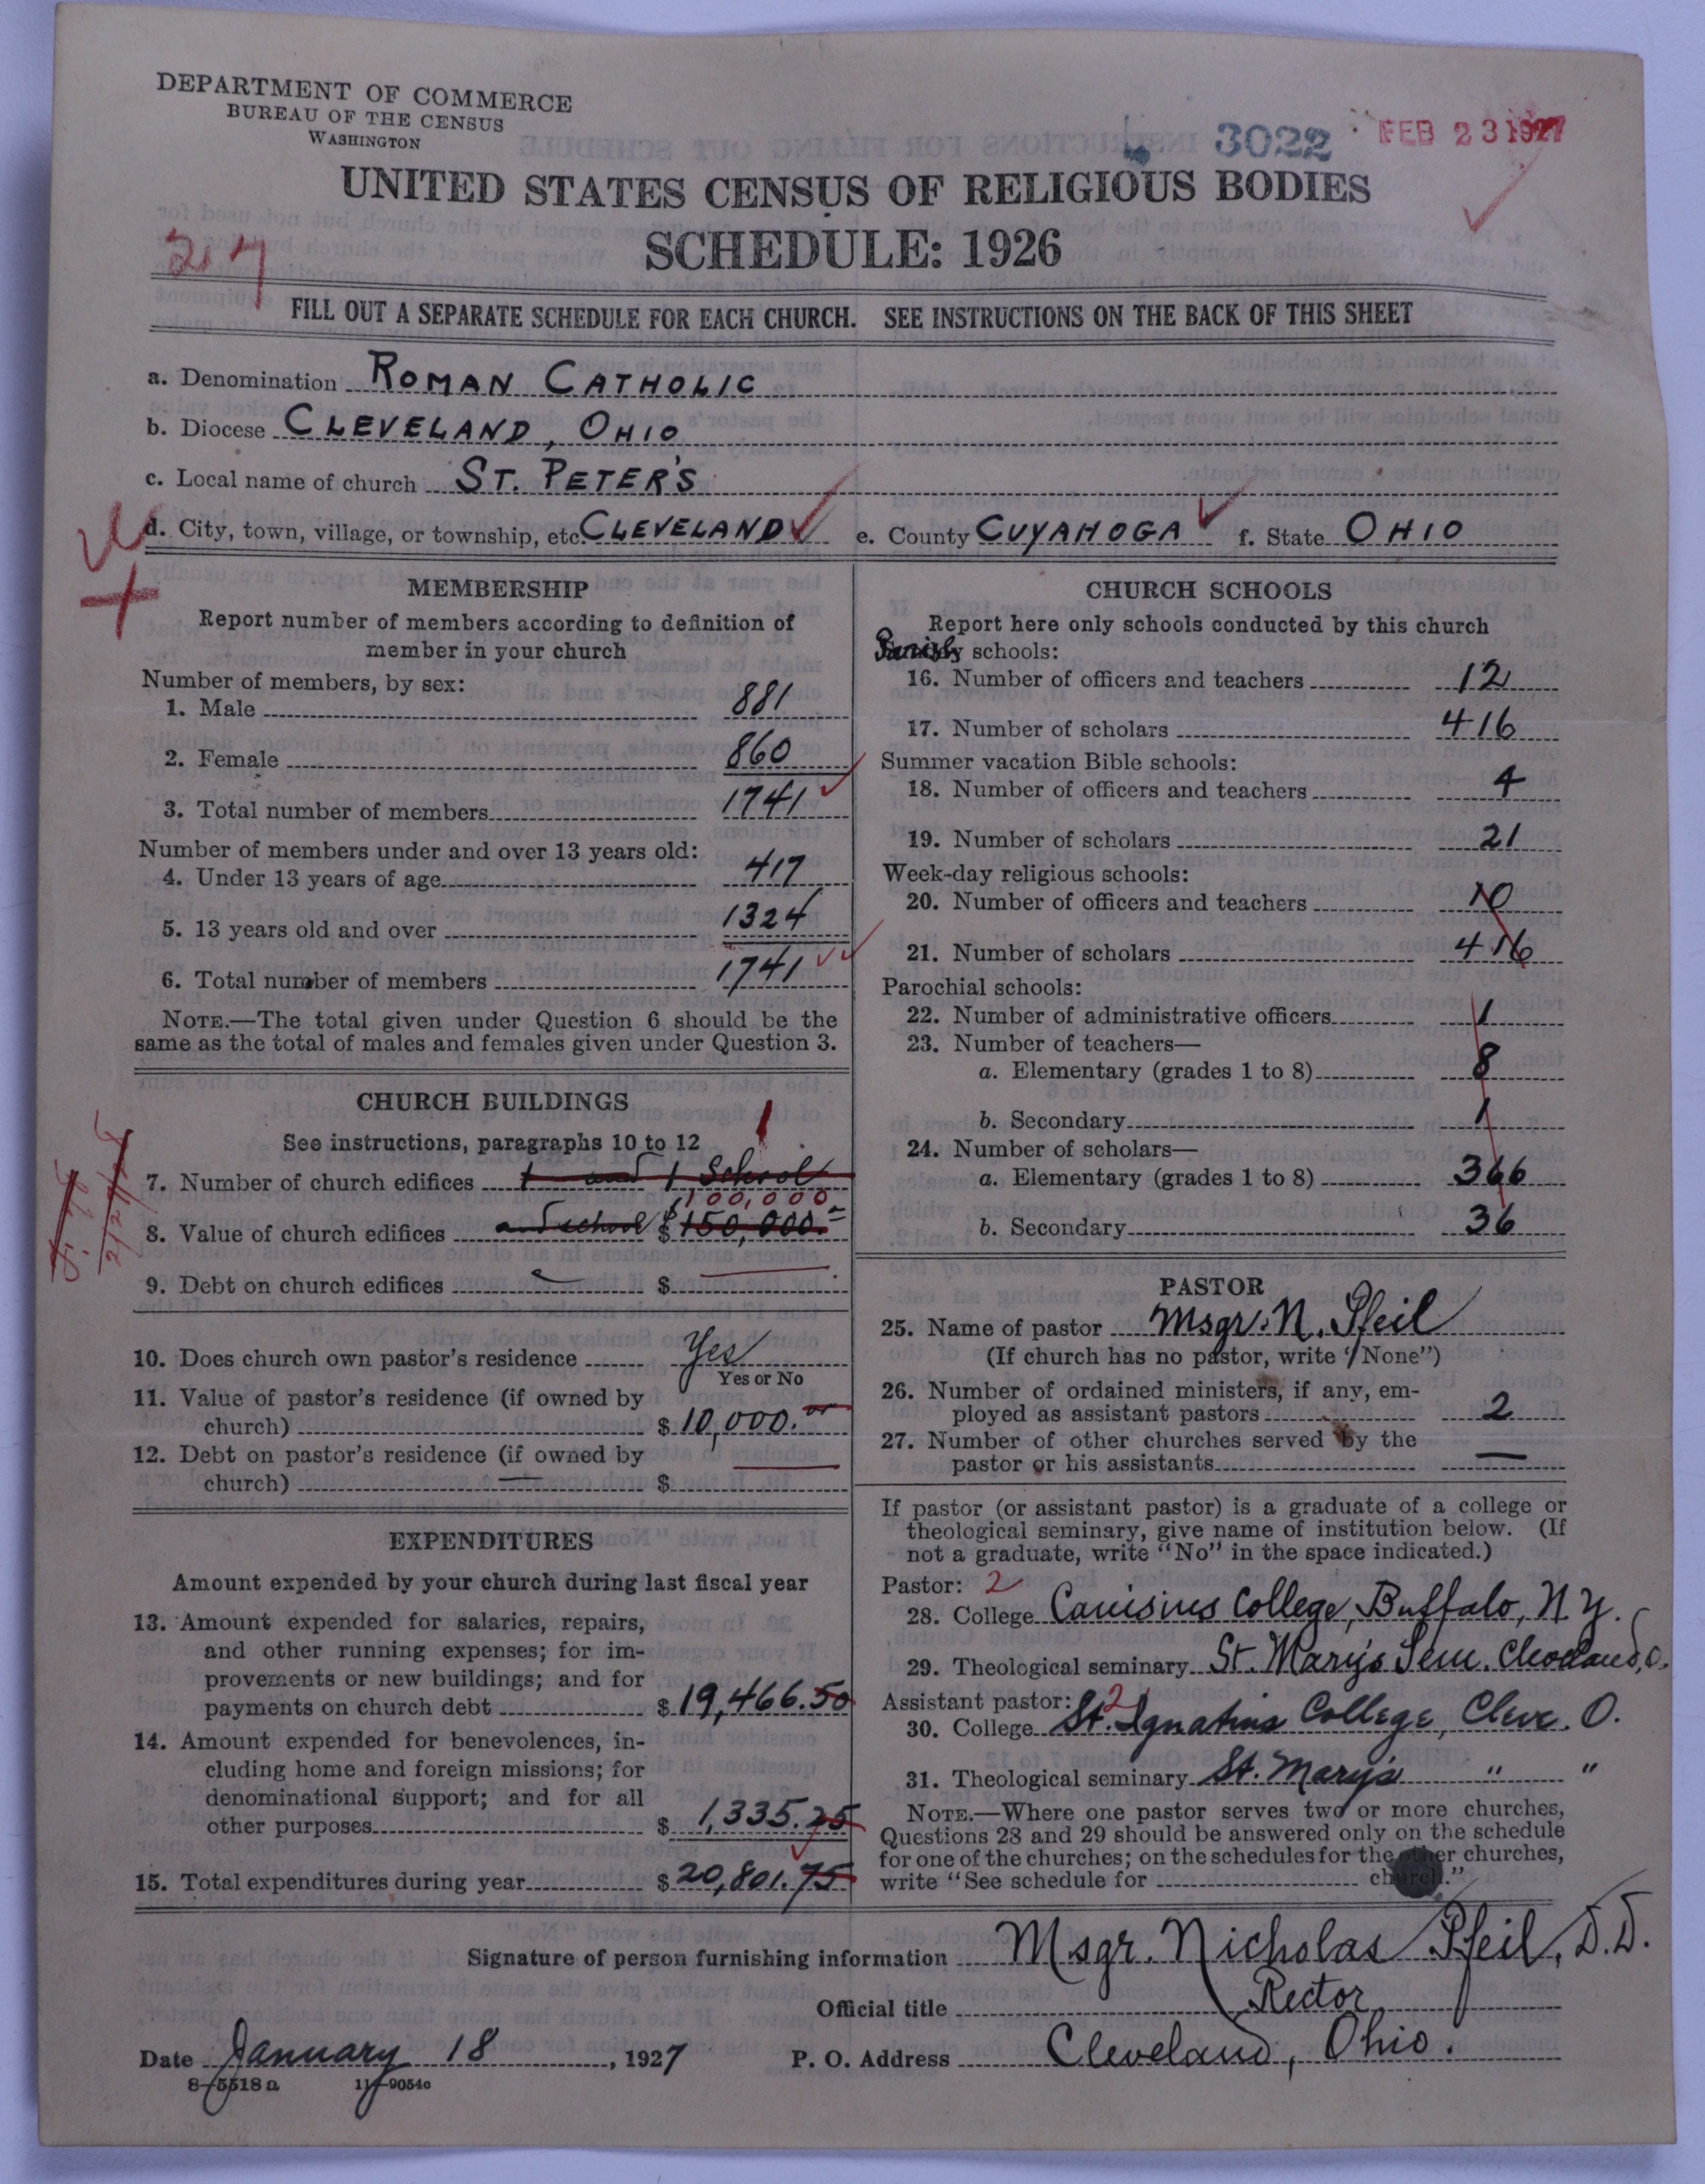 DEPARTMENT OF COMMERCE
BUREAU OF THE CENSUS
WASHINGTON
3022 FEB 23 1927
UNITED STATES CENSUS OF RELIGIOUS BODIES
SCHEDULE: 1926
217
FILL OUT A SEPARATE SCHEDULE FOR EACH CHURCH. SEE INSTRUCTIONS ON THE BACK OF THIS SHEET
a. Denomination ROMAN CATHOLIC
b. Diocese CLEVELAND, OHIO
c. Local name of church ST. PETER'S
d. City, town, village, or township, etc. CLEVELAND e. County CUYAHOGA f. State OHIO
MEMBERSHIP
Report number of members according to definition of
member in your church
Number of members, by sex:
1. Male 881
2. Female 860
3. Total number of members 1741
Number of members under and over 13 years old:
4. Under 13 years of age 417
5. 13 years old and over 1324
6. Total number of members 1741
NOTE.—The total given under Question 6 should be the
same as the total of males and females given under Question 3.
CHURCH BUILDINGS
See instructions, paragraphs 10 to 12
1
7. Number of church edifices 1 and 1 School
100,000
8. Value of church edifices and school $150,000.=
9. Debt on church edifices — $ —
10. Does church own pastor's residence Yes
Yes or No
11. Value of pastor's residence (if owned by
church) $ 10,000.
12. Debt on pastor's residence (if owned by
church) — $ —
EXPENDITURES
Amount expended by your church during last fiscal year
13. Amount expended for salaries, repairs,
and other running expenses; for im-
provements or new buildings; and for
payments on church debt $ 19,466.50
14. Amount expended for benevolences, in-
cluding home and foreign missions; for
denominational support; and for all
other purposes $ 1,335.25
15. Total expenditures during year $ 20,801.75
CHURCH SCHOOLS
Report here only schools conducted by this church
Parish schools:
16. Number of officers and teachers 12
17. Number of scholars 416
Summer vacation Bible schools:
18. Number of officers and teachers 4
19. Number of scholars 21
Week-day religious schools:
20. Number of officers and teachers 10
21. Number of scholars 416
Parochial schools:
22. Number of administrative officers 1
23. Number of teachers—
a. Elementary (grades 1 to 8) 8
b. Secondary 1
24. Number of scholars—
a. Elementary (grades 1 to 8) 366
b. Secondary 36
PASTOR
25. Name of pastor Msgr. N. Pfeil
(If church has no pastor, write "None")
26. Number of ordained ministers, if any, em-
ployed as assistant pastors 2
27. Number of other churches served by the
pastor or his assistants —
If pastor (or assistant pastor) is a graduate of a college or
theological seminary, give name of institution below. (If
not a graduate, write "No" in the space indicated.)
Pastor: 2
28. College Canisius College, Buffalo, N.Y.
29. Theological seminary St. Mary's Sem. Cleveland, O.
Assistant pastor: 2
30. College St. Ignatius College, Cleve. O.
31. Theological seminary St. Mary's " "
NOTE.—Where one pastor serves two or more churches,
Questions 28 and 29 should be answered only on the schedule
for one of the churches; on the schedules for the other churches,
write "See schedule for church."
Signature of person furnishing information Msgr. Nicholas Pfeil, D.D.
Official title Rector
Date January 18, 1927 P. O. Address Cleveland, Ohio.
8-5518 a 11-9054c